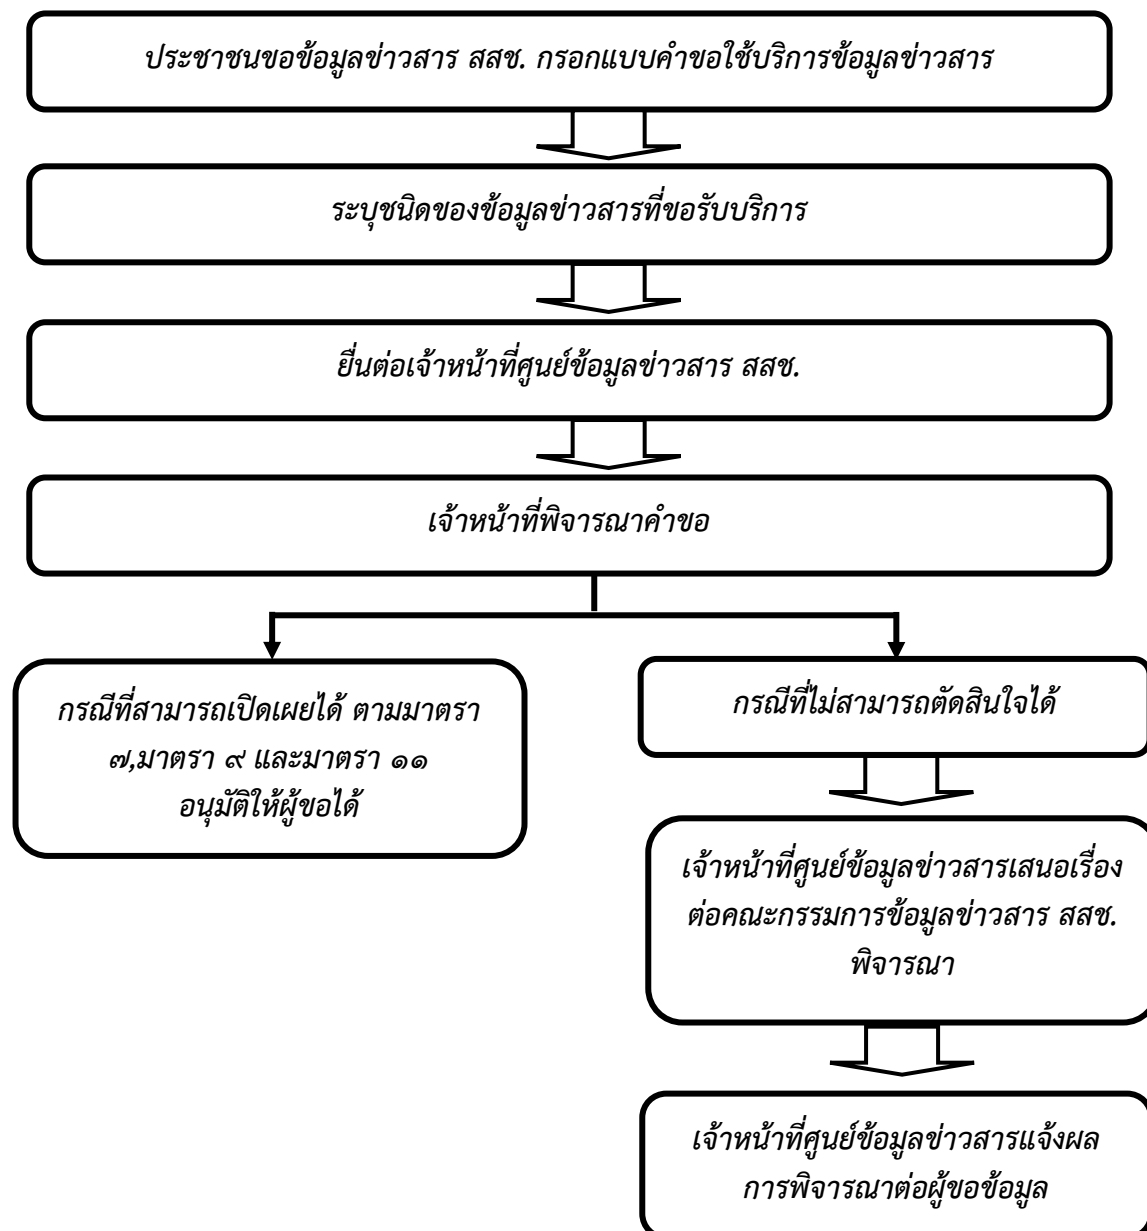 ประชาชนขอข้อมูลข่าวสาร สสช. กรอกแบบคำขอใช้บริการข้อมูลข่าวสาร
ระบุชนิดของข้อมูลข่าวสารที่ขอรับบริการ
ยื่นต่อเจ้าหน้าที่ศูนย์ข้อมูลข่าวสาร สสช.
เจ้าหน้าที่พิจารณาคำขอ
กรณีที่สามารถเปิดเผยได้ ตามมาตรา
๗,มาตรา ๙ และมาตรา ๑๑
อนุมัติให้ผู้ขอได้
กรณีที่ไม่สามารถตัดสินใจได้
เจ้าหน้าที่ศูนย์ข้อมูลข่าวสารเสนอเรื่อง
ต่อคณะกรรมการข้อมูลข่าวสาร สสช.
พิจารณา
เจ้าหน้าที่ศูนย์ข้อมูลข่าวสารแจ้งผล
การพิจารณาต่อผู้ขอข้อมูล